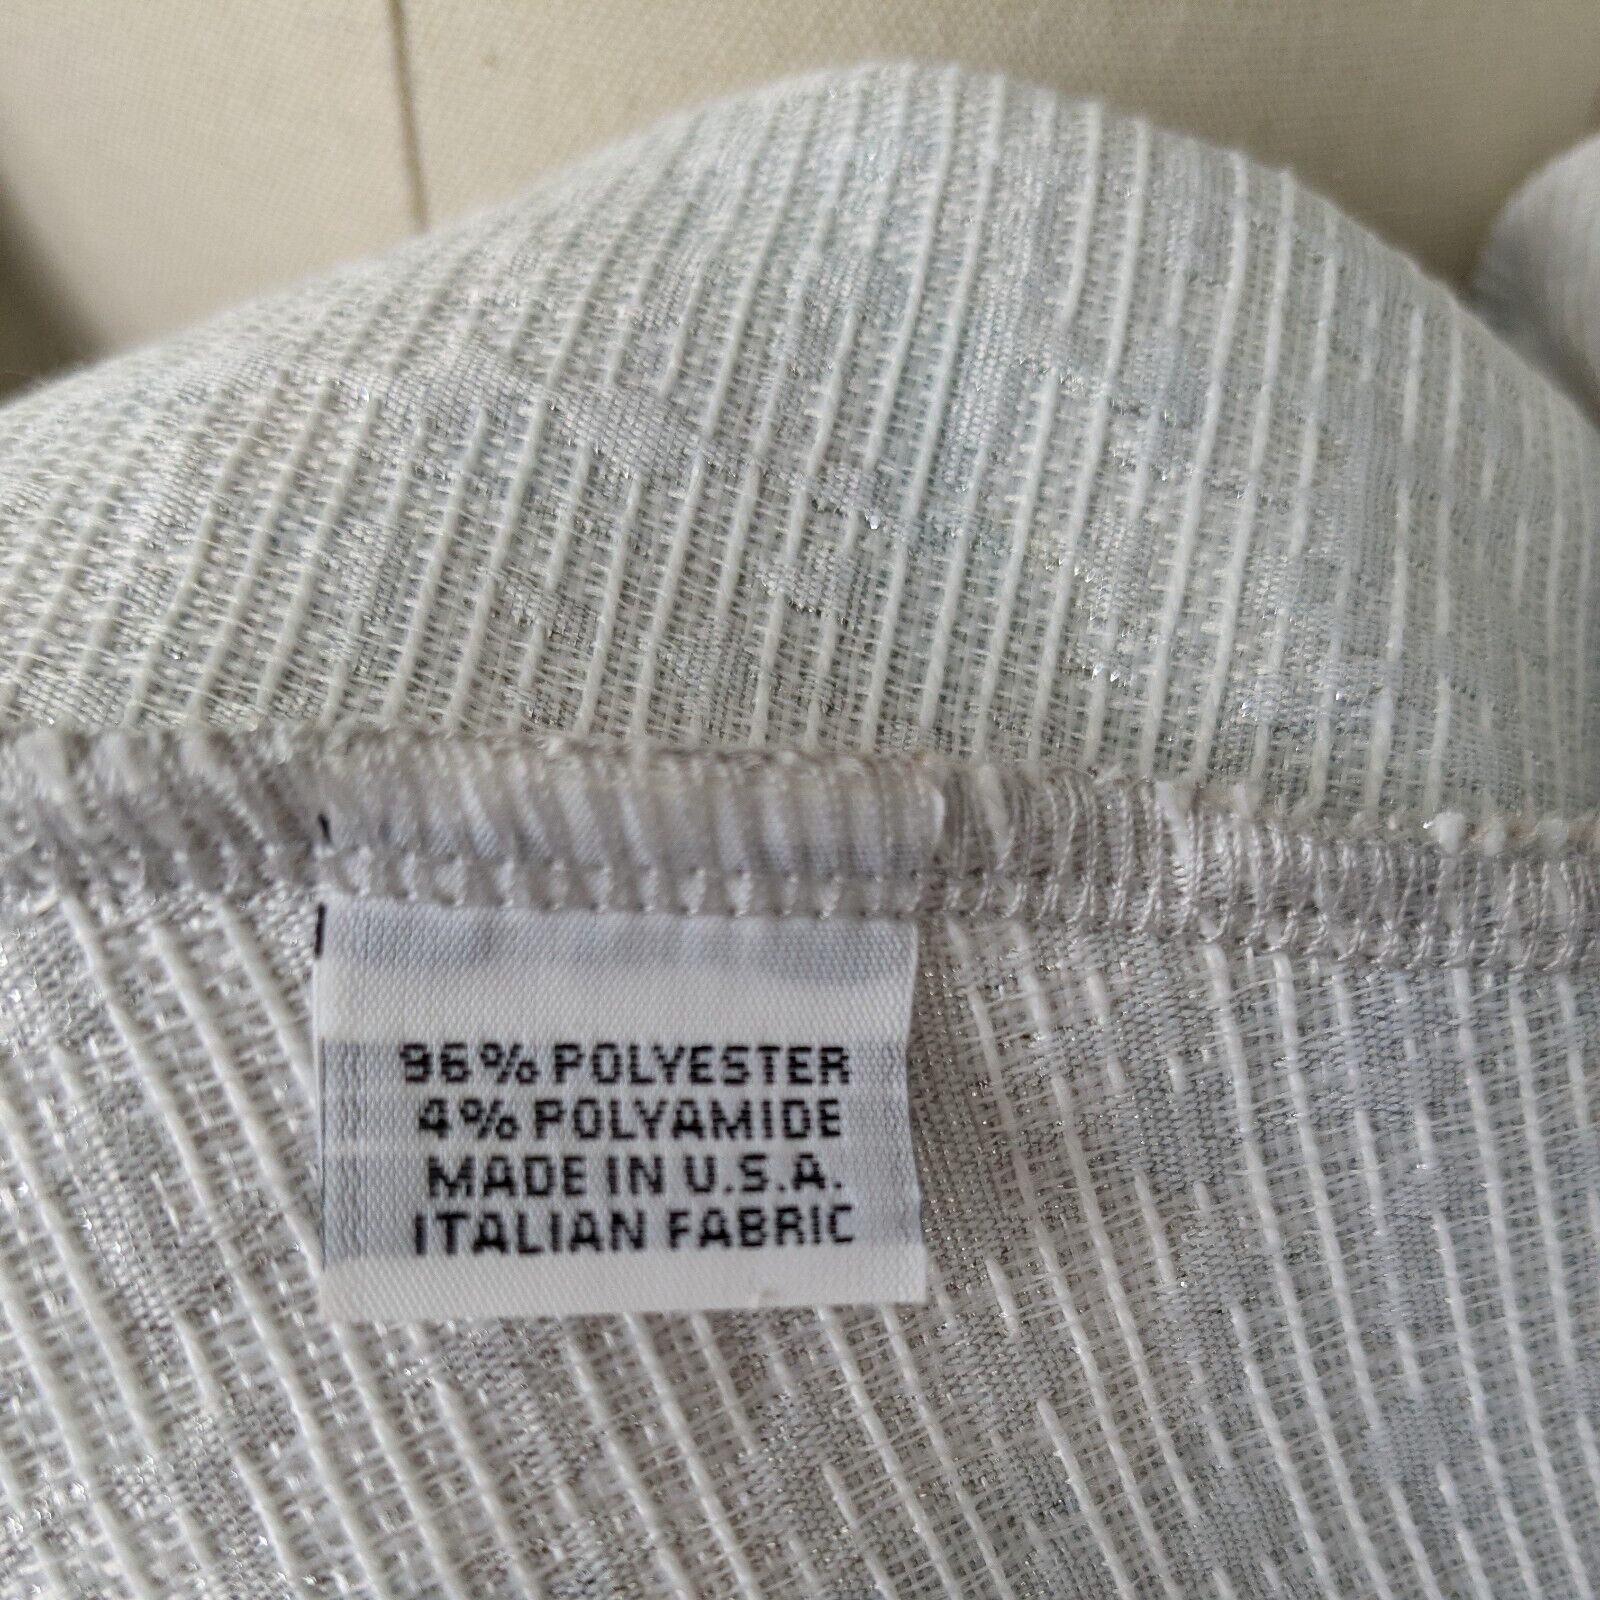 96% POLYESTER
4% POLYAMIDE
MADE IN U.S.A.
ITALIAN FABRIC